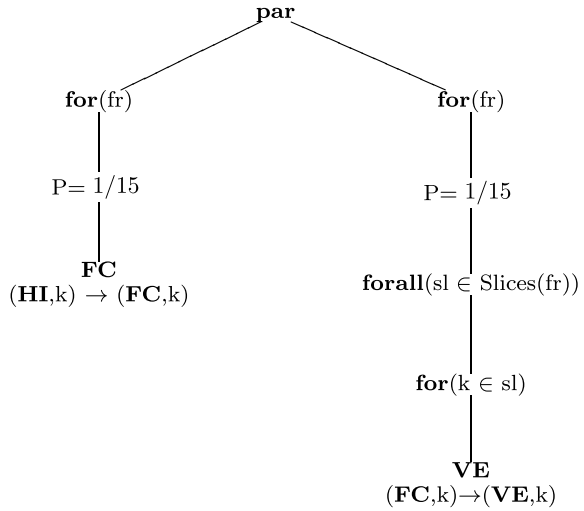 par
for(fr)
for(fr)
P= 1/15
P= 1/15
FC
(HI,k) → (FC,k)
forall(sl ∈ Slices(fr))
for(k ∈ sl)
VE
(FC,k)→(VE,k)